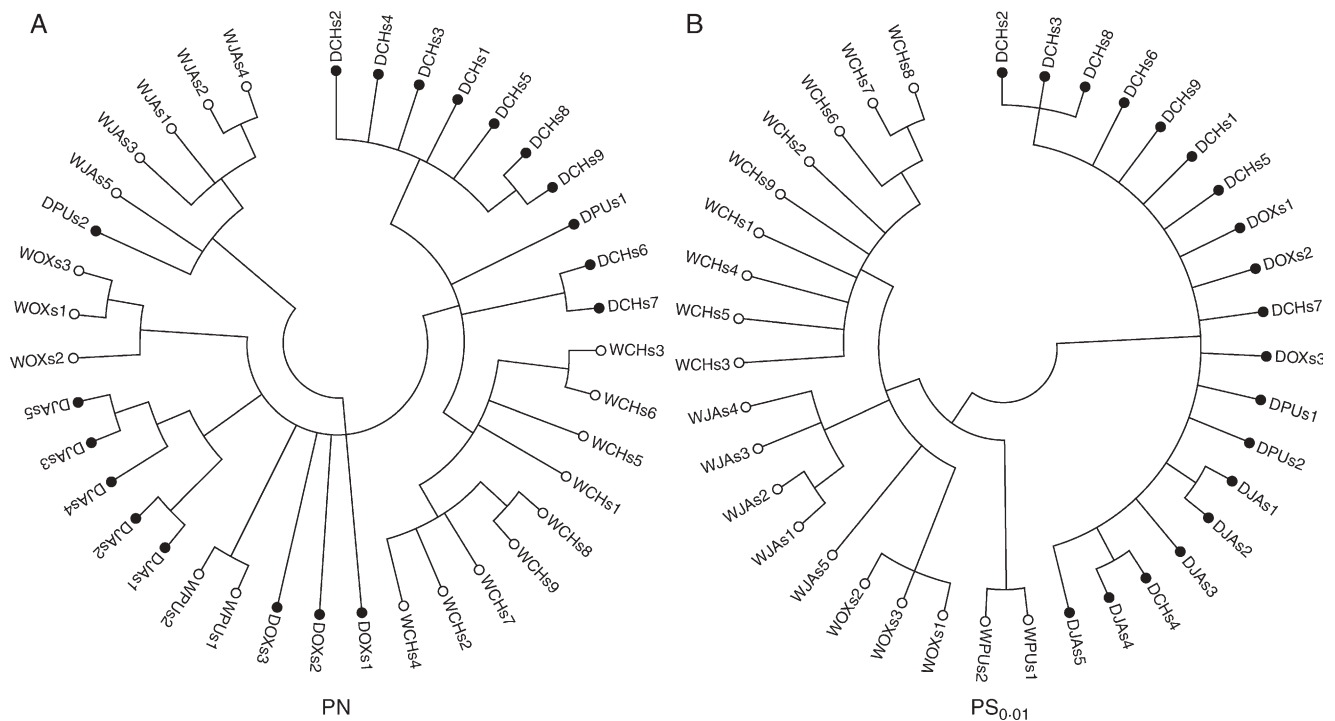 A
DCHs2
DCHs4
DCHs3
DCHs1
DCHs5
DCHs8
DCHs9
DPUs1
DCHs6
DCHs7
WCHs3
WCHs6
WCHs5
WCHs1
WCHs8
WCHs9
WCHs7
WCHs2
WCHs4
DOXs1
DOXs2
DOXs3
WPUs1
WPUs2
DJAs1
DJAs2
DJAs4
DJAs3
DJAs5
WOXs2
WOXs1
WOXs3
DPUs2
WJAs5
WJAs3
WJAs1
WJAs2
WJAs4
PN
B
DCHs2
DCHs3
DCHs8
DCHs6
DCHs9
DCHs1
DCHs5
DOXs1
DOXs2
DCHs7
DOXs3
DPUs1
DPUs2
DJAs1
DJAs2
DJAs3
DCHs4
DJAs4
DJAs5
WPUs1
WPUs2
WOXs1
WOXs3
WOXs2
WJAs5
WJAs1
WJAs2
WJAs3
WJAs4
WCHs3
WCHs5
WCHs4
WCHs1
WCHs9
WCHs2
WCHs6
WCHs7
WCHs8
PS0·01